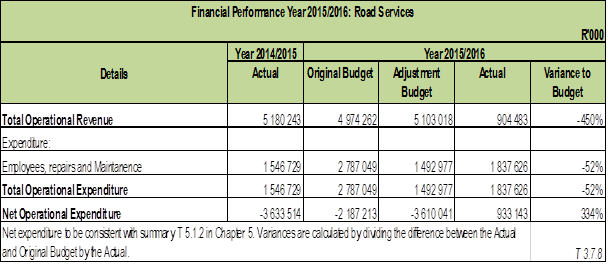 Financial Performance Year 2015/2016: Road Services
R'000
Details Year 2014/2015 Year 2015/2016
Actual Original Budget Adjustment Budget Actual Variance to Budget
Total Operational Revenue 5 180 243 4 974 262 5 103 018 904 483 -450%
Expenditure:
Employees, repairs and Maintanence 1 546 729 2 787 049 1 492 977 1 837 626 -52%
Total Operational Expenditure 1 546 729 2 787 049 1 492 977 1 837 626 -52%
Net Operational Expenditure -3 633 514 -2 187 213 -3 610 041 933 143 334%
Net expenditure to be consistent with summary T 5.1.2 in Chapter 5. Variances are calculated by dividing the difference between the Actual
and Original Budget by the Actual. T 3.7.8